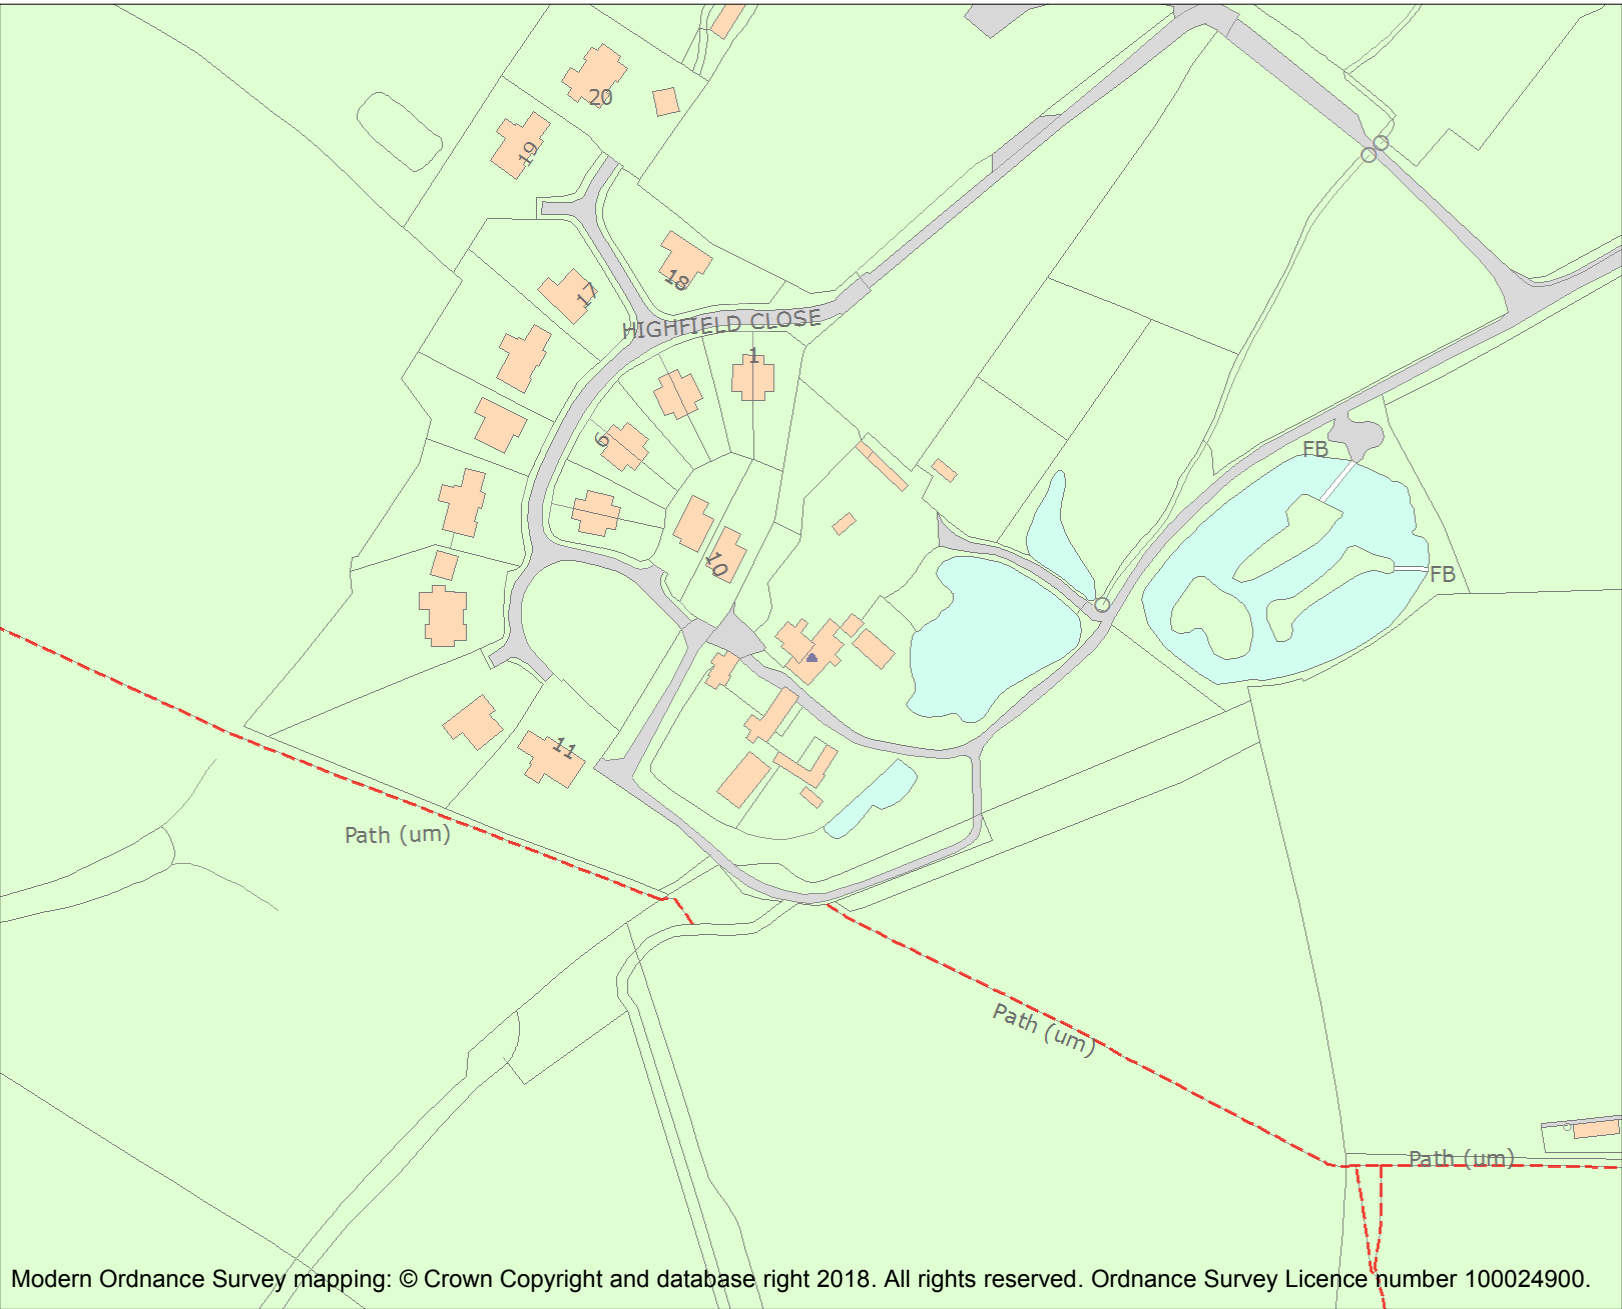 20
19
18
17
HIGHFIELD CLOSE
1
6
FB
10
FB
11
Path (um)
Path (um)
Path (um)
Modern Ordnance Survey mapping: © Crown Copyright and database right 2018. All rights reserved. Ordnance Survey Licence number 100024900.